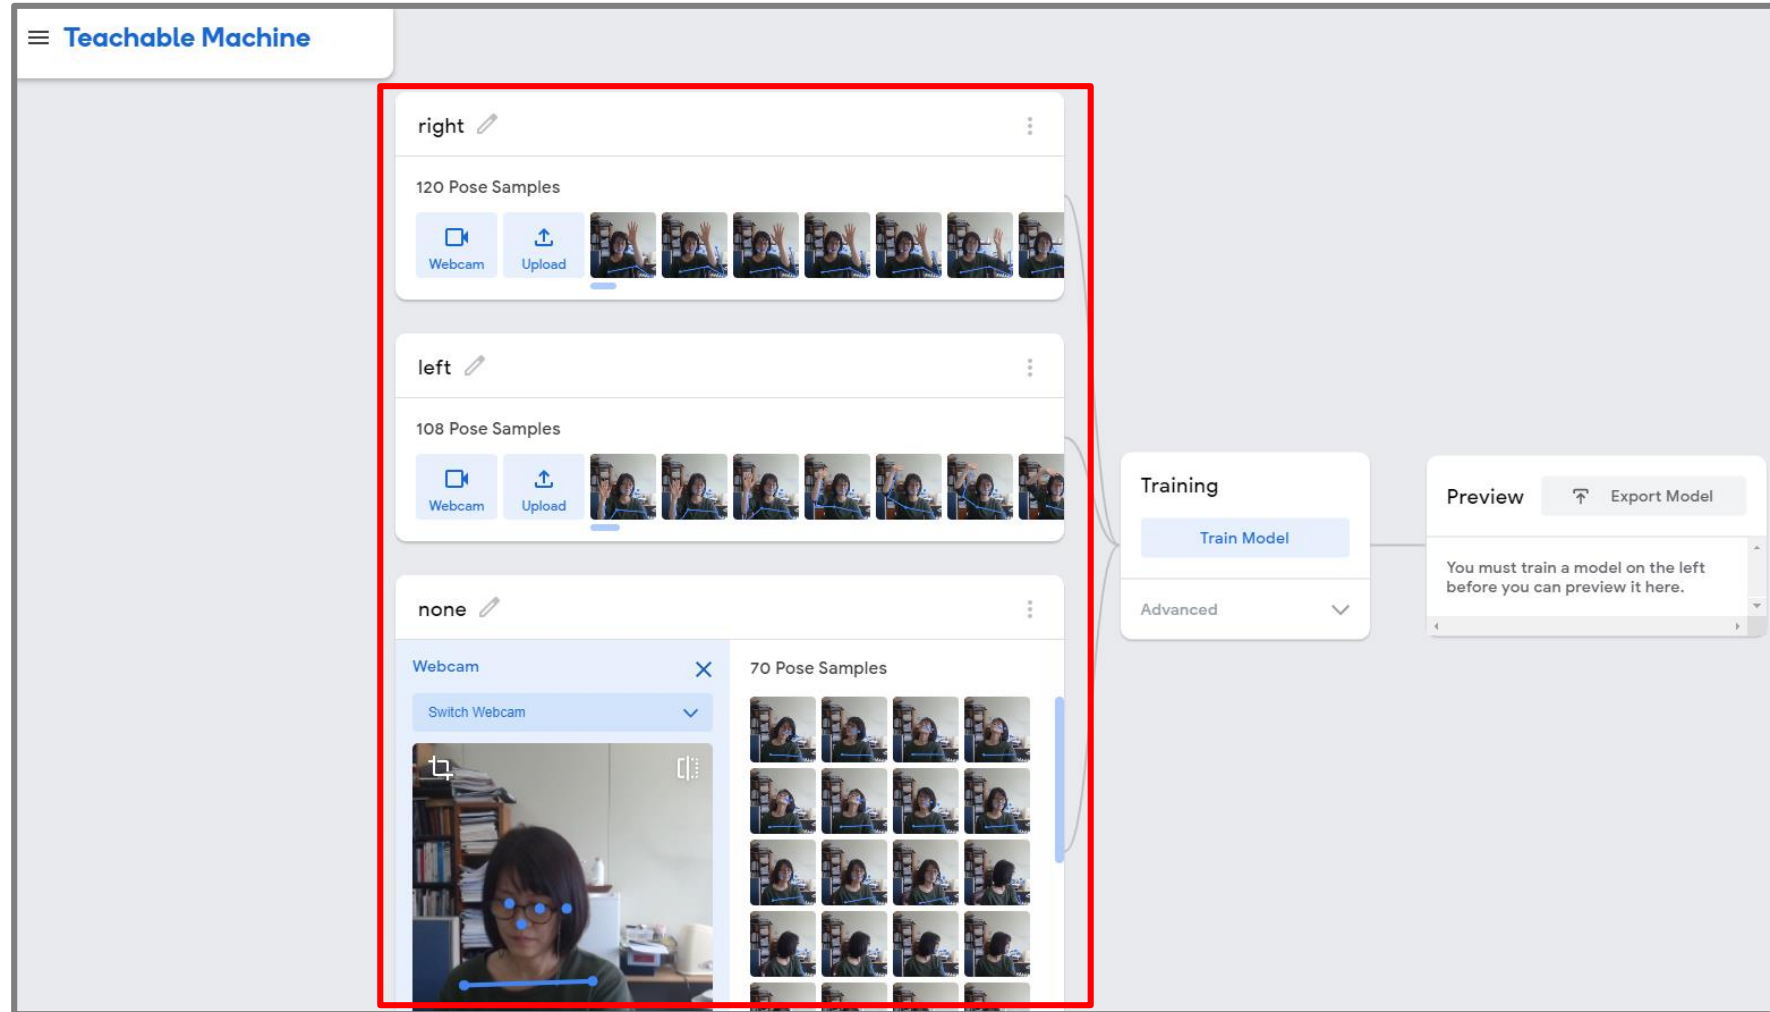 Teachable Machine
right
120 Pose Samples
Webcam
Upload
left
108 Pose Samples
Webcam
Upload
none
Webcam
Switch Webcam
70 Pose Samples
Training
Train Model
Advanced
Preview
Export Model
You must train a model on the left
before you can preview it here.